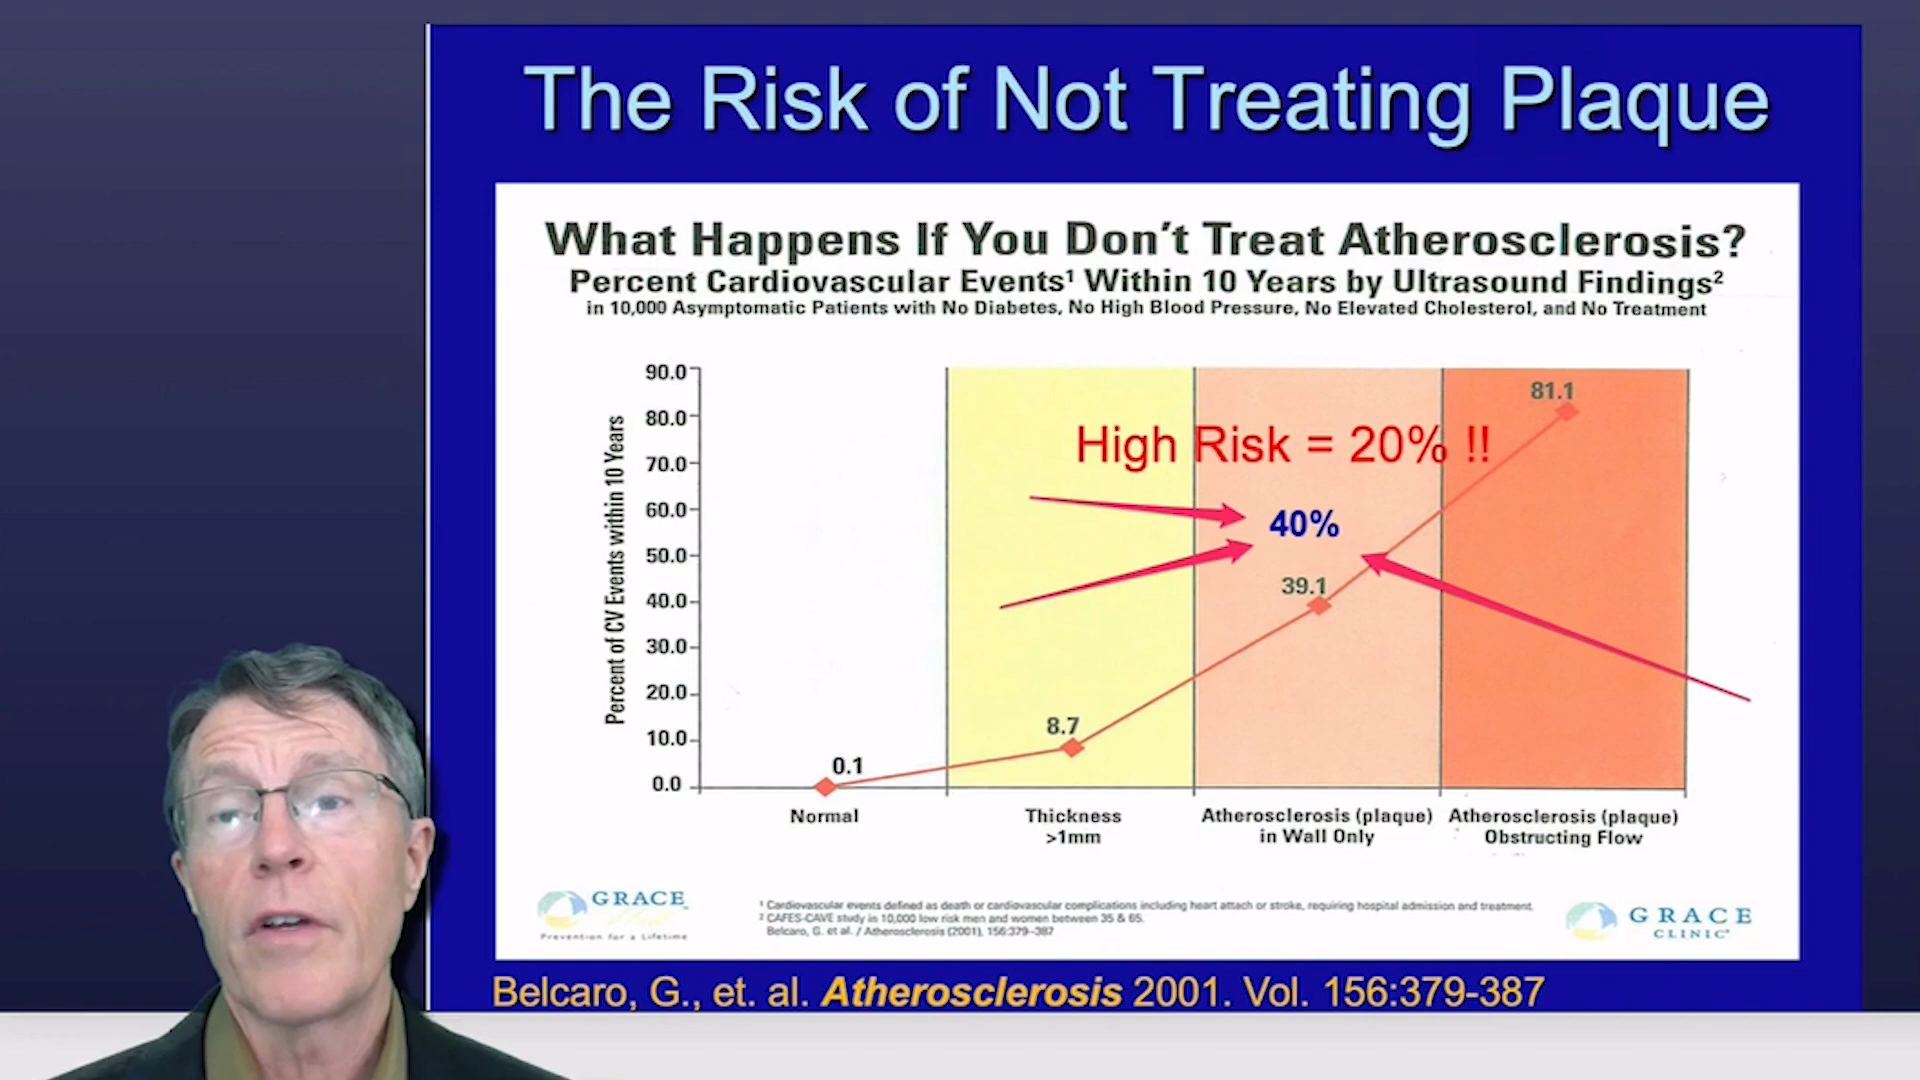 The Risk of Not Treating Plaque
What Happens If You Don't Treat Atherosclerosis?
Percent Cardiovascular Events¹ Within 10 Years by Ultrasound Findings²
in 10,000 Asymptomatic Patients with No Diabetes, No High Blood Pressure, No Elevated Cholesterol, and No Treatment
Percent of CV Events within 10 Years
90.0
80.0
70.0
60.0
50.0
40.0
30.0
20.0
10.0
0.0
0.1
8.7
39.1
81.1
High Risk = 20% !!
40%
Normal
Thickness
>1mm
Atherosclerosis (plaque)
in Wall Only
Atherosclerosis (plaque)
Obstructing Flow
GRACE
Prevention for a Lifetime
¹ Cardiovascular events defined as death or cardiovascular complications including heart attach or stroke, requiring hospital admission and treatment.
² CAFES-CAVE study in 10,000 low risk men and women between 35 & 65.
Belcaro, G. et al. / Atherosclerosis (2001), 156:379–387
GRACE
CLINIC
Belcaro, G., et. al. Atherosclerosis 2001. Vol. 156:379-387